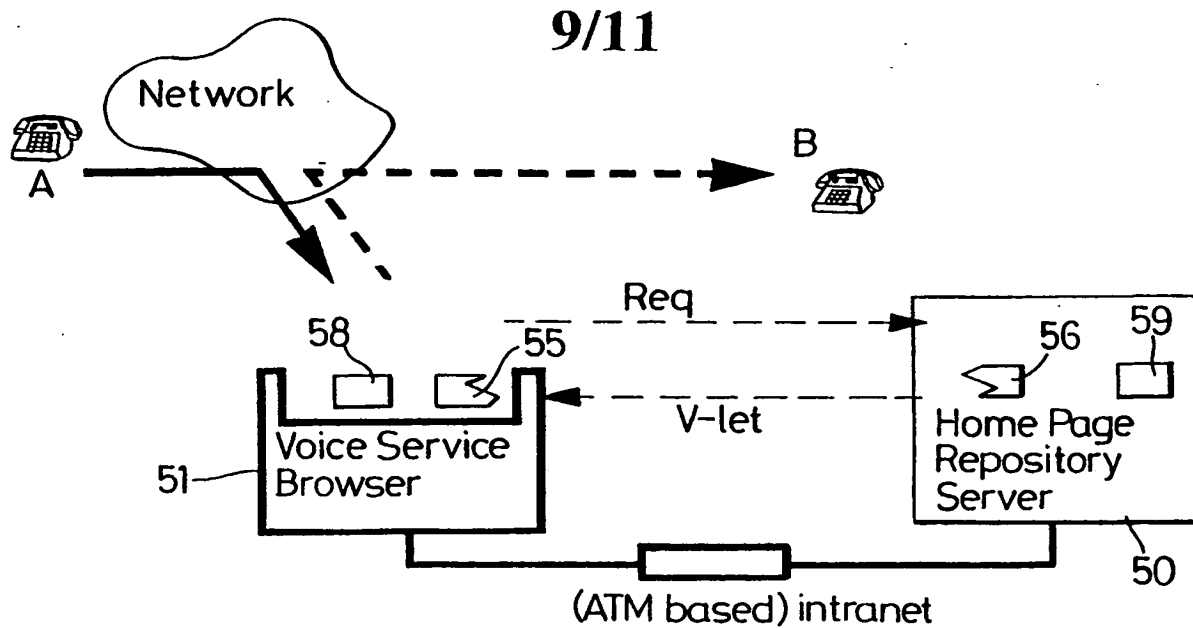 9/11
Network
A
B
Req
58
55
56
59
V-let
Voice Service
Browser
51
Home Page
Repository
Server
50
(ATM based) intranet